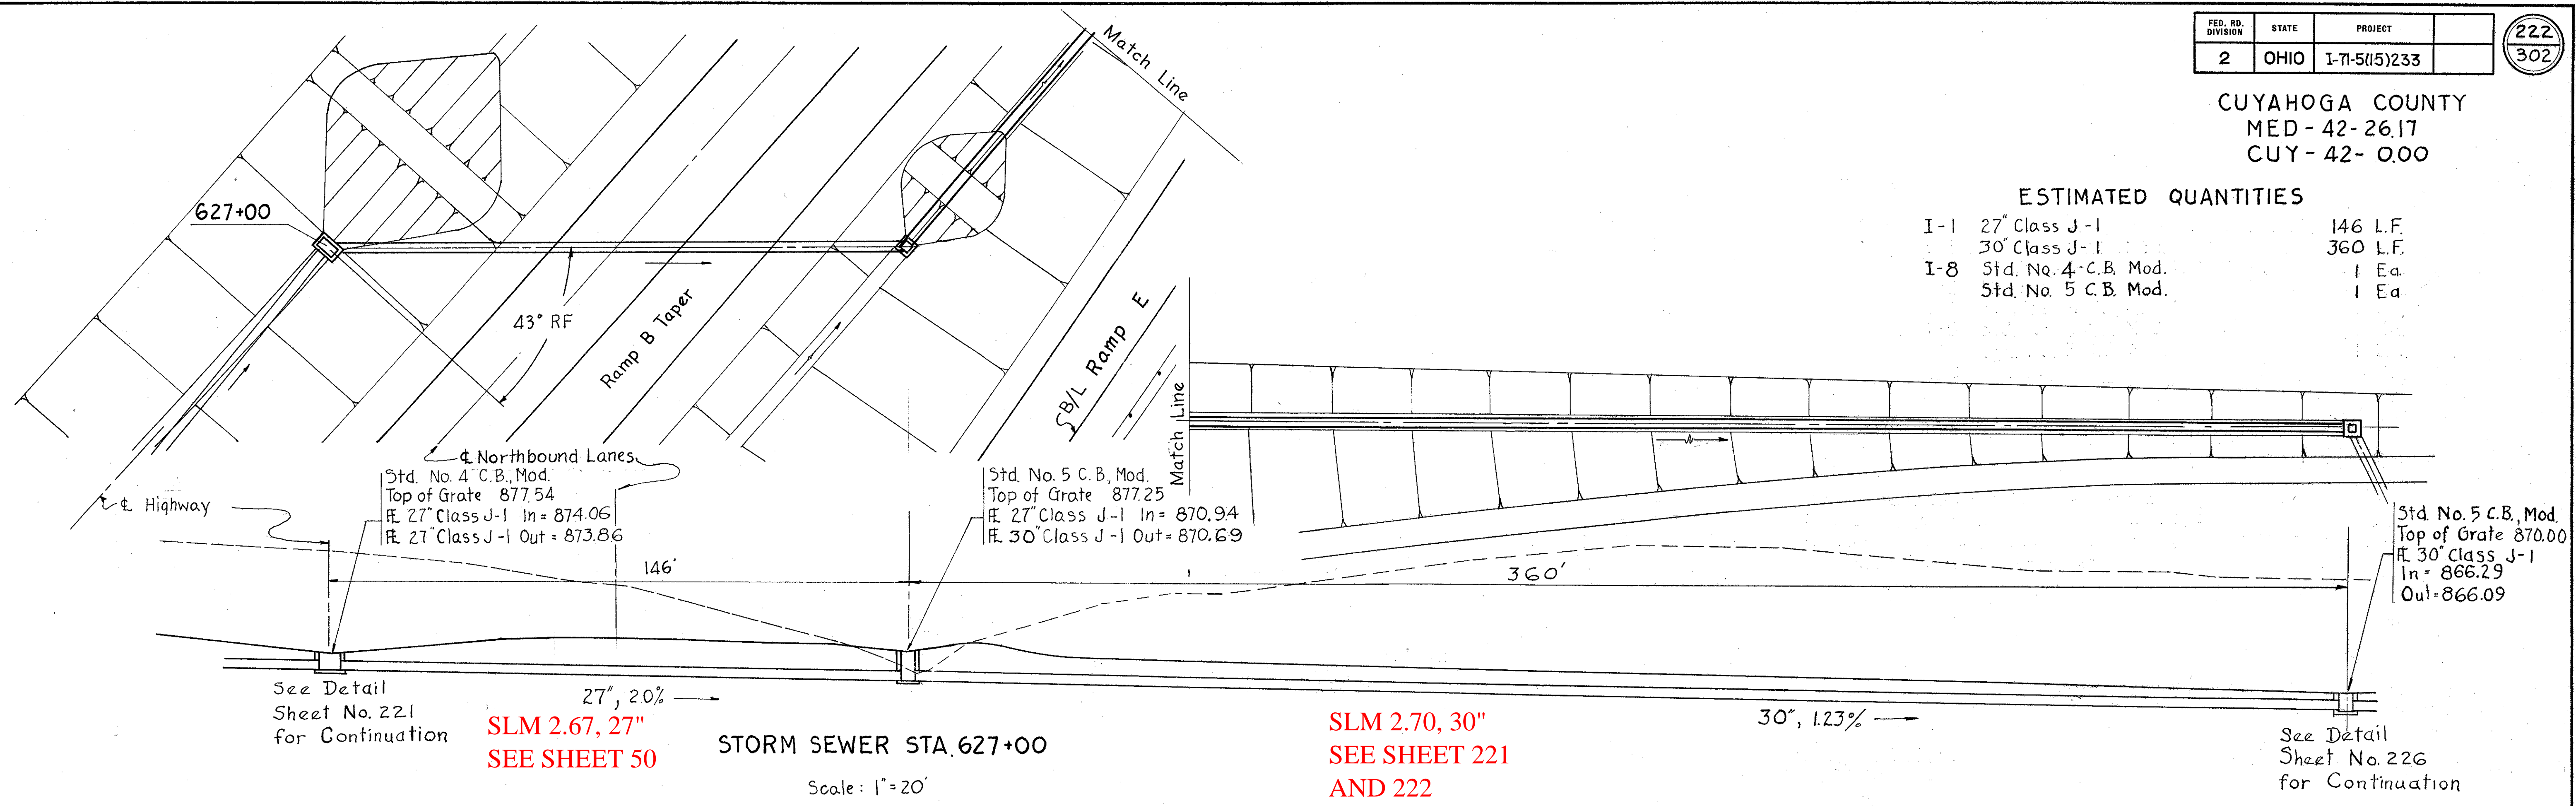 FED. RD. DIVISION STATE PROJECT
2 OHIO I-71-5(15)233
222
302
CUYAHOGA COUNTY
MED - 42 - 26.17
CUY - 42 - 0.00
ESTIMATED QUANTITIES
I-1 27" Class J-1 146 L.F.
30" Class J-1 360 L.F.
I-8 Std. No. 4 C.B. Mod. 1 Ea.
Std. No. 5 C.B. Mod. 1 Ea
Match Line
627+00
43° RF
Ramp B Taper
B/L Ramp E
Match Line
℄ Northbound Lanes
℄ Highway
Std. No. 4 C.B., Mod.
Top of Grate 877.54
FL 27" Class J-1 In = 874.06
FL 27" Class J-1 Out = 873.86
Std. No. 5 C.B., Mod.
Top of Grate 877.25
FL 27" Class J-1 In = 870.94
FL 30" Class J-1 Out = 870.69
Std. No. 5 C.B., Mod.
Top of Grate 870.00
FL 30" Class J-1
In = 866.29
Out = 866.09
146'
360'
See Detail
Sheet No. 221
for Continuation
27", 2.0%
SLM 2.67, 27"
SEE SHEET 50
STORM SEWER STA. 627+00
Scale: 1" = 20'
SLM 2.70, 30"
SEE SHEET 221
AND 222
30", 1.23%
See Detail
Sheet No. 226
for Continuation